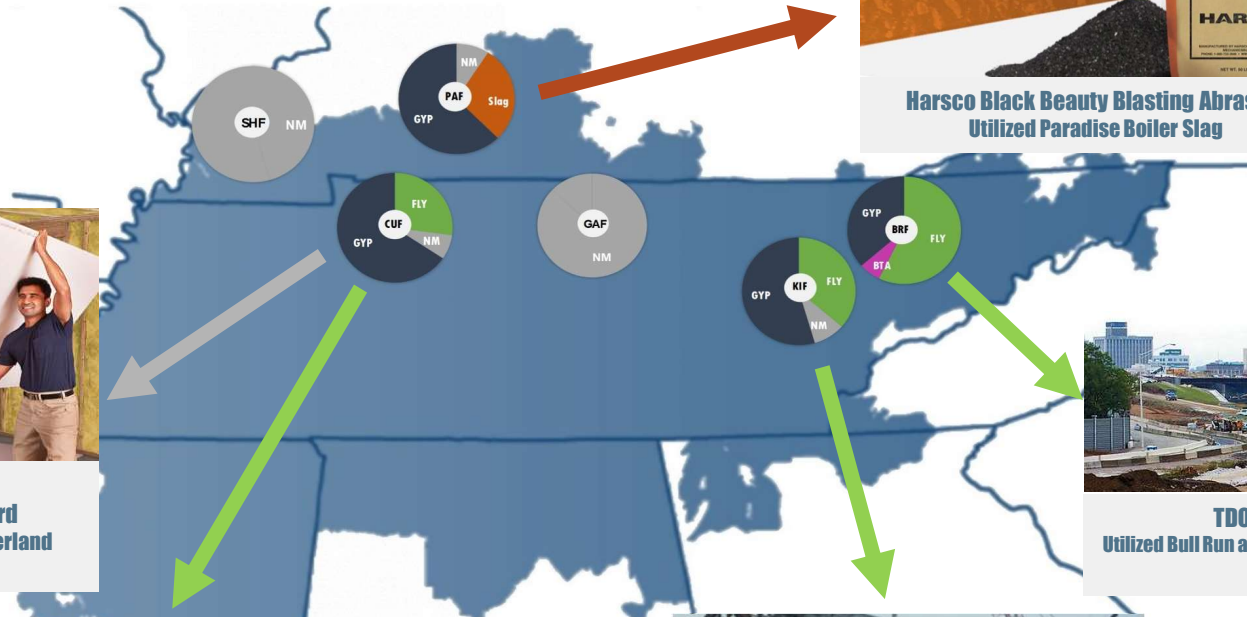 HAR
Harsco Black Beauty Blasting Abras
Utilized Paradise Boiler Slag
NM
PAF
Slag
GYP
SHF
NM
FLY
CUF
NM
GYP
GAF
NM
GYP
BRF
FLY
BTA
FLY
KIF
GYP
NM
rd
erland
TDO
Utilized Bull Run a